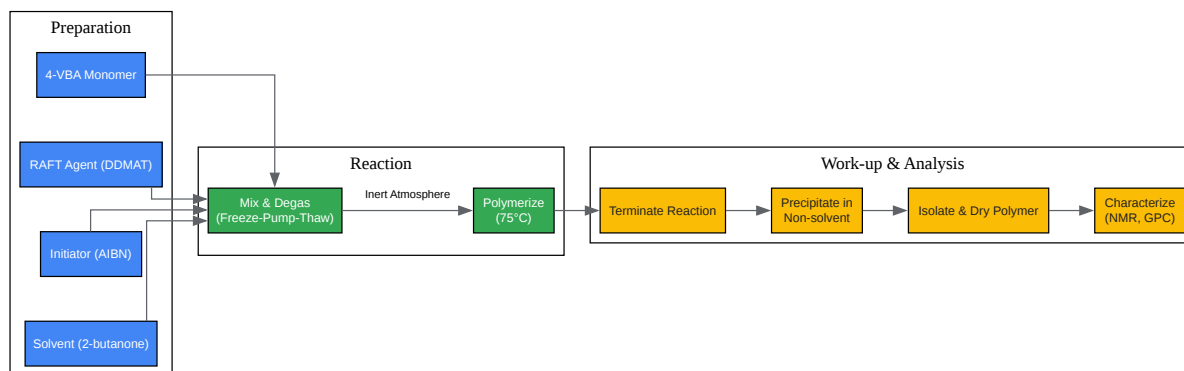 Preparation
4-VBA Monomer
RAFT Agent (DDMAT)
Initiator (AIBN)
Solvent (2-butanone)
Reaction
Mix & Degas
(Freeze-Pump-Thaw)
Inert Atmosphere
Polymerize
(75°C)
Work-up & Analysis
Terminate Reaction
Precipitate in
Non-solvent
Isolate & Dry Polymer
Characterize
(NMR, GPC)